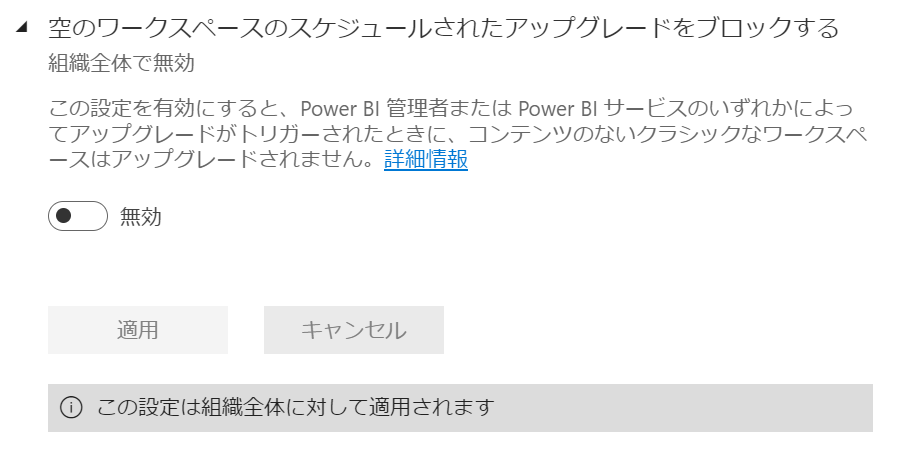 空のワークスペースのスケジュールされたアップグレードをブロックする
組織全体で無効
この設定を有効にすると、Power BI 管理者または Power BI サービスのいずれかによっ
てアップグレードがトリガーされたときに、コンテンツのないクラシックなワークスペ
ースはアップグレードされません。詳細情報
無効
適用 キャンセル
この設定は組織全体に対して適用されます